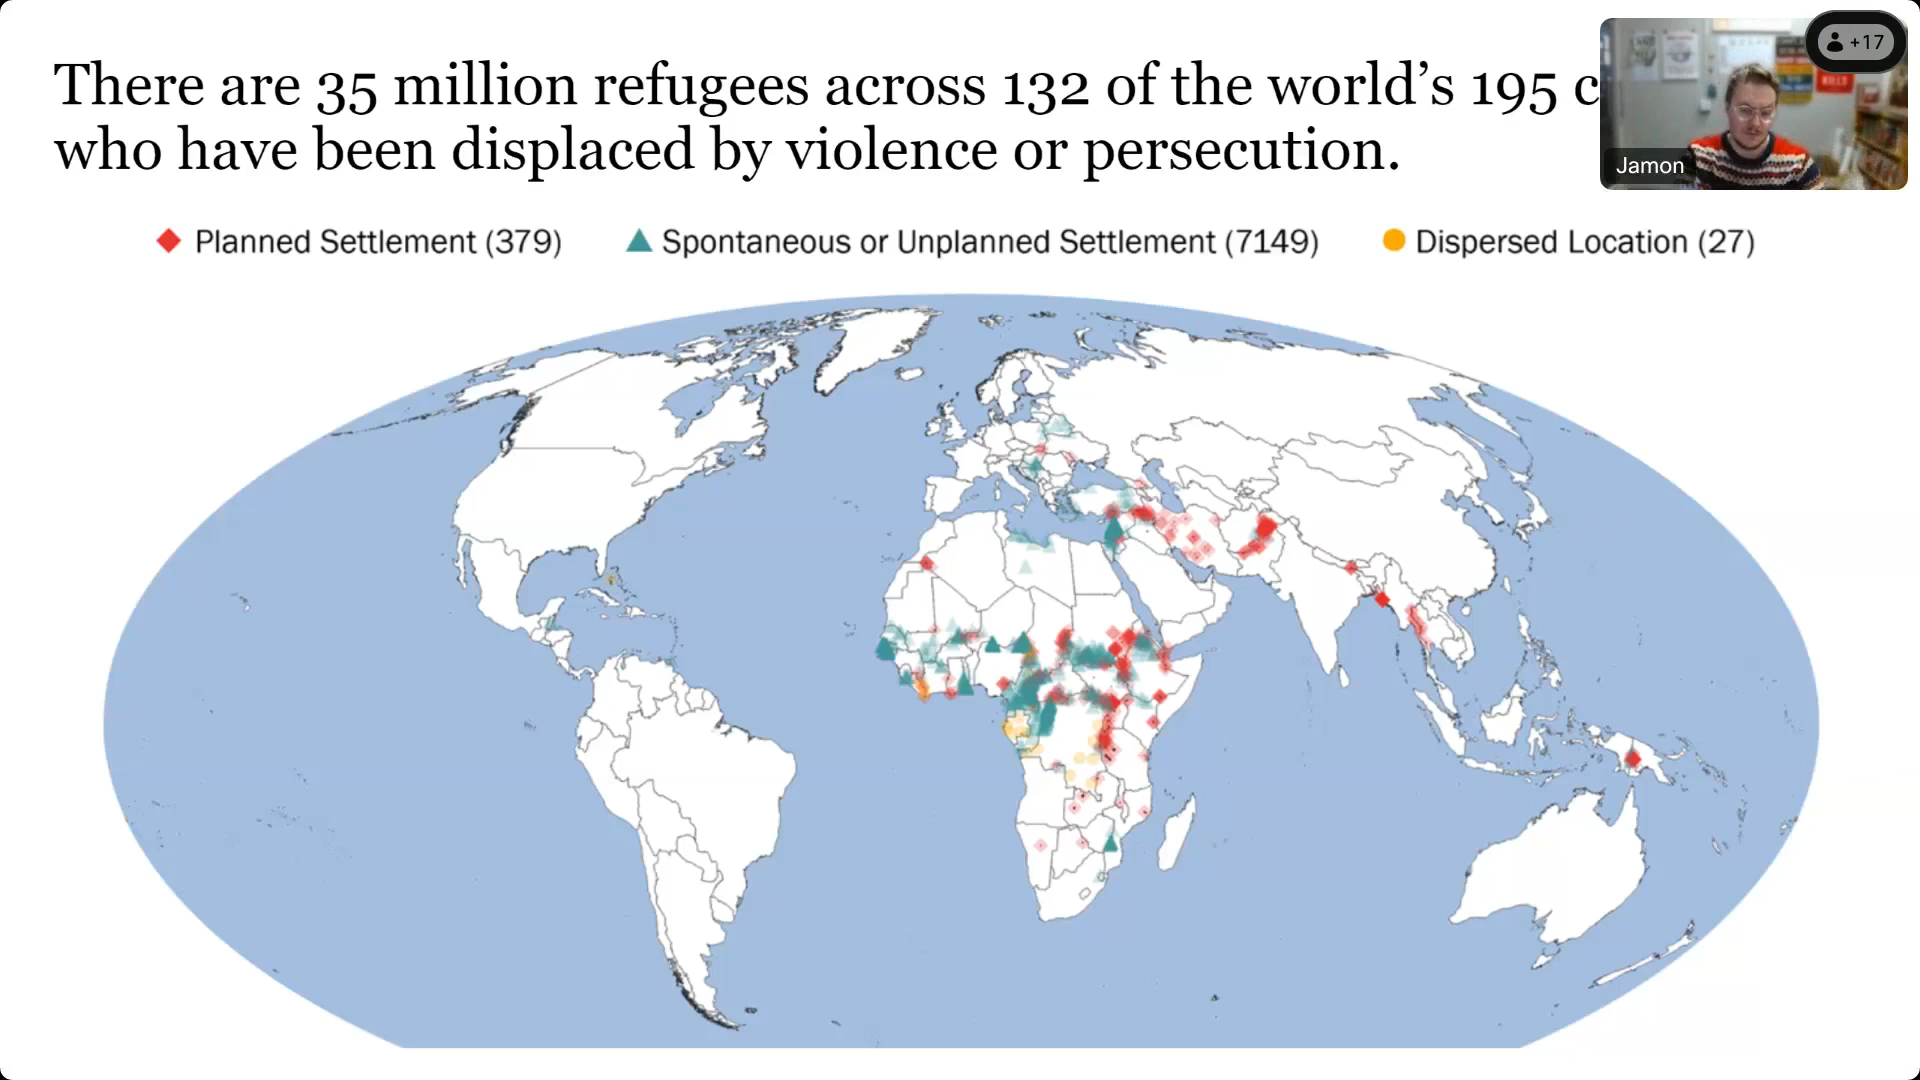 There are 35 million refugees across 132 of the world’s 195 c
who have been displaced by violence or persecution.
+17
Jamon
Planned Settlement (379)
Spontaneous or Unplanned Settlement (7149)
Dispersed Location (27)